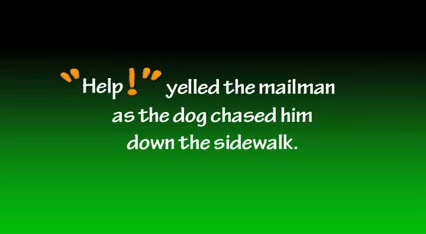 "Help!" yelled the mailman
as the dog chased him
down the sidewalk.